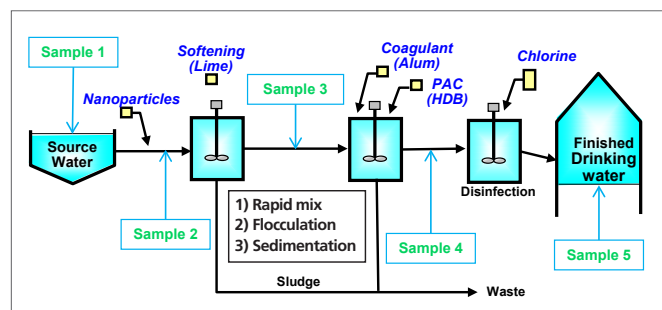 Sample 1
Softening
(Lime)
Nanoparticles
Source
Water
Sample 2
Sample 3
Coagulant
(Alum)
PAC
(HDB)
Chlorine
1) Rapid mix
2) Flocculation
3) Sedimentation
Sample 4
Disinfection
Finished
Drinking
water
Sample 5
Sludge
Waste